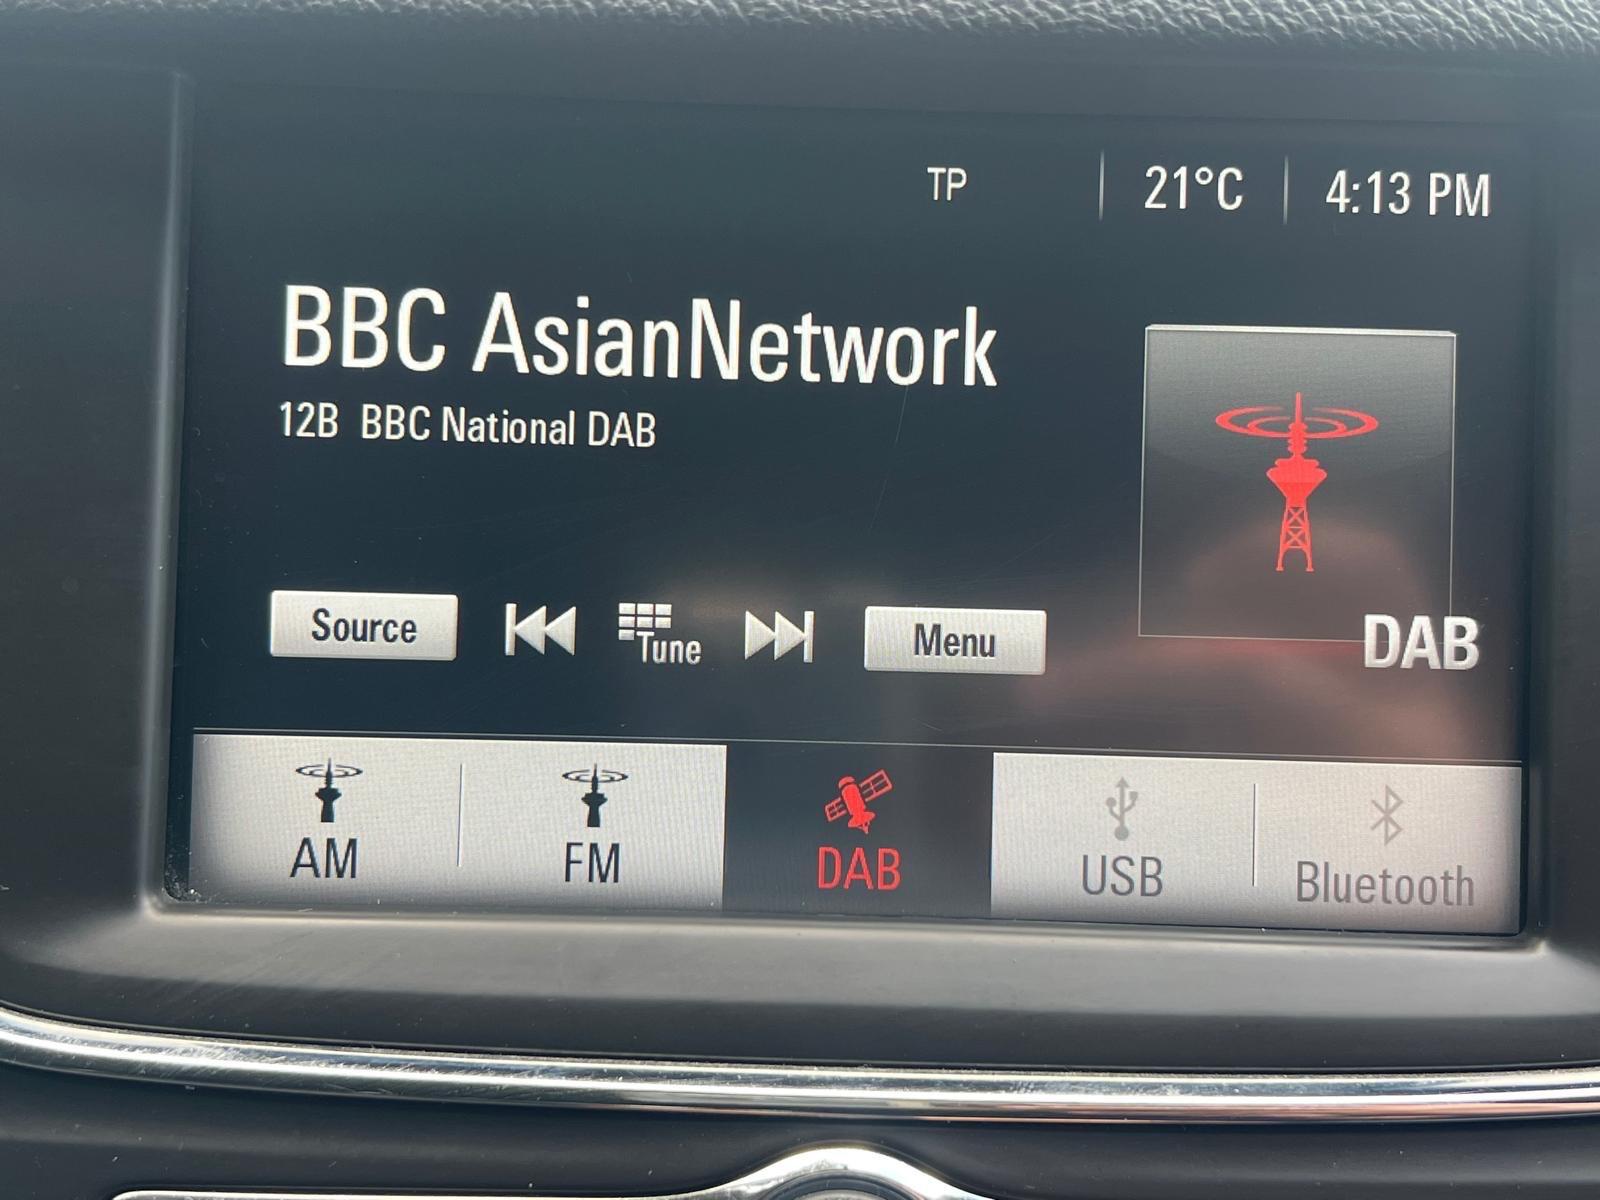 TP 21°C 4:13 PM
BBC AsianNetwork
12B BBC National DAB
Source Tune Menu
DAB
AM FM DAB USB Bluetooth